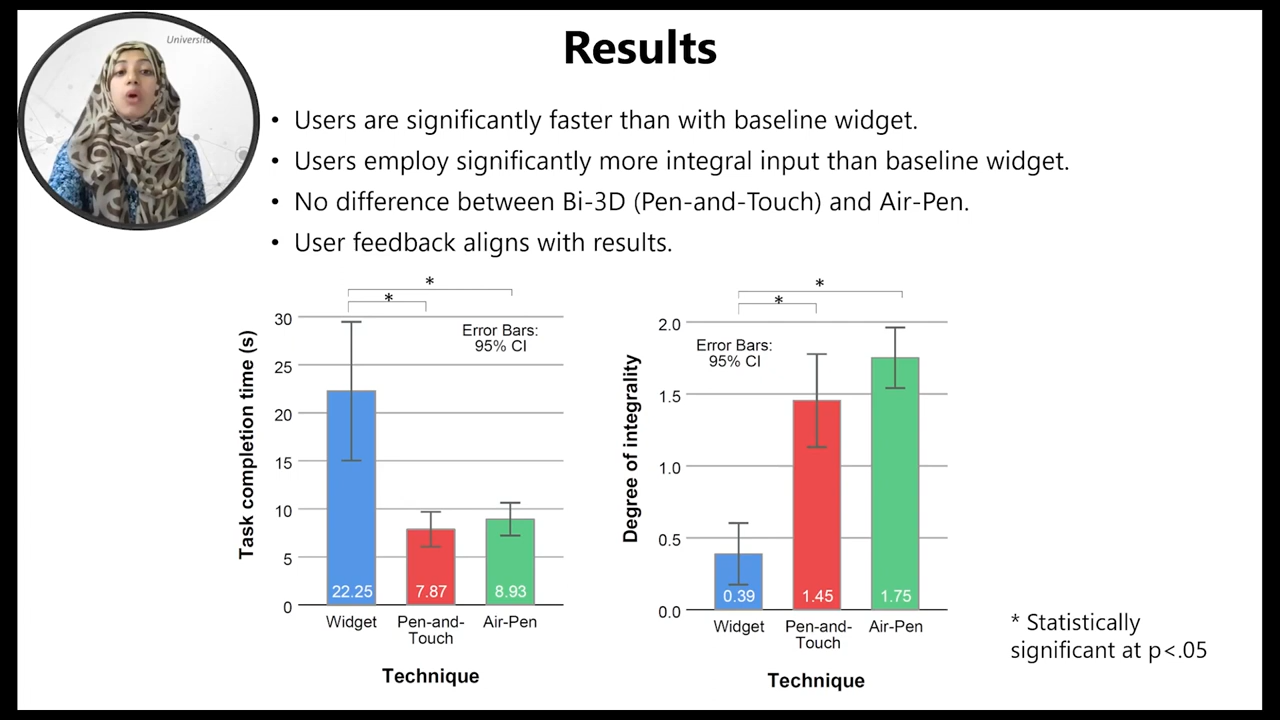 Results
• Users are significantly faster than with baseline widget.
• Users employ significantly more integral input than baseline widget.
• No difference between Bi-3D (Pen-and-Touch) and Air-Pen.
• User feedback aligns with results.
*
*
Error Bars:
95% CI
Task completion time (s)
30
25
20
15
10
5
0
22.25
7.87
8.93
Widget
Pen-and-
Touch
Air-Pen
Technique
*
*
Error Bars:
95% CI
Degree of integrality
2.0
1.5
1.0
0.5
0.0
0.39
1.45
1.75
Widget
Pen-and-
Touch
Air-Pen
Technique
* Statistically
significant at p<.05